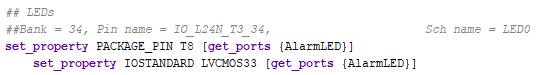 ## LEDs
##Bank = 34, Pin name = IO_L24N_T3_34, Sch name = LED0
set_property PACKAGE_PIN T8 [get_ports {AlarmLED}]
set_property IOSTANDARD LVCMOS33 [get_ports {AlarmLED}]